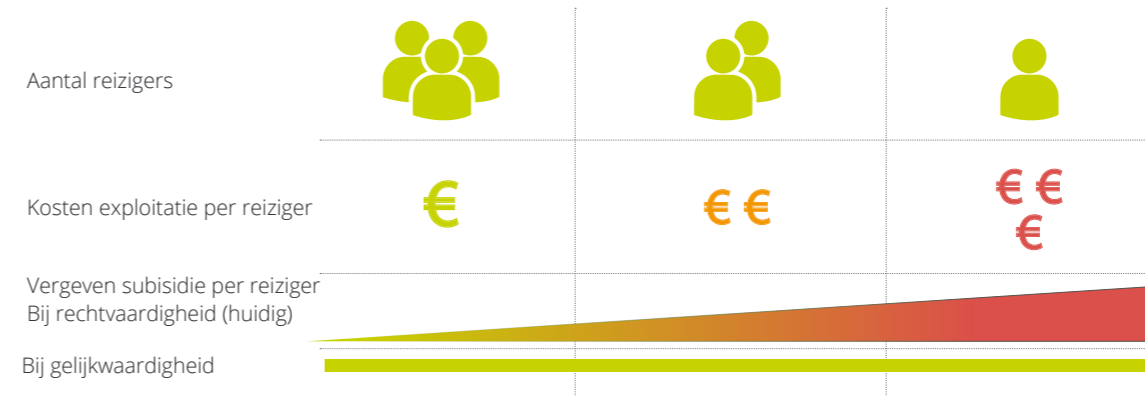 Aantal reizigers
Kosten exploitatie per reiziger
€
€ €
€ €
€
Vergeven subisidie per reiziger
Bij rechtvaardigheid (huidig)
Bij gelijkwaardigheid